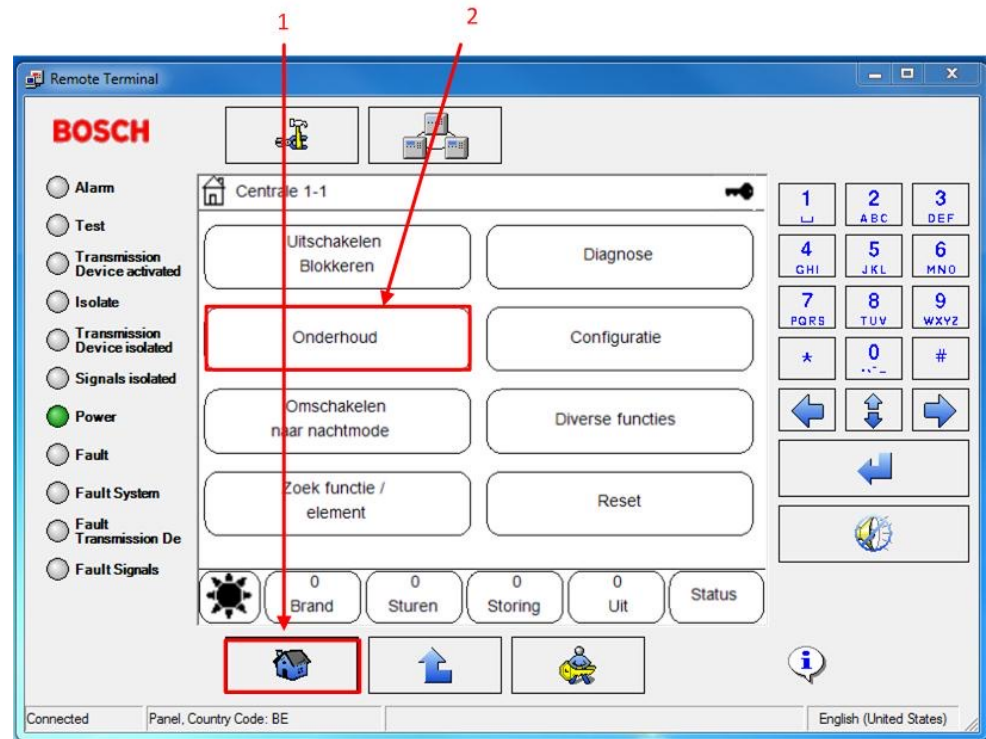 1
2
Remote Terminal
BOSCH
Alarm
Test
Transmission
Device activated
Isolate
Transmission
Device isolated
Signals isolated
Power
Fault
Fault System
Fault
Transmission De
Fault Signals
Centrale 1-1
Uitschakelen
Blokkeren
Diagnose
Onderhoud
Configuratie
Omschakelen
naar nachtmode
Diverse functies
Zoek functie /
element
Reset
0
Brand
0
Sturen
0
Storing
0
Uit
Status
1
2
ABC
3
DEF
4
GHI
5
JKL
6
MNO
7
PQRS
8
TUV
9
WXYZ
*
0
#
Connected
Panel, Country Code: BE
English (United States)